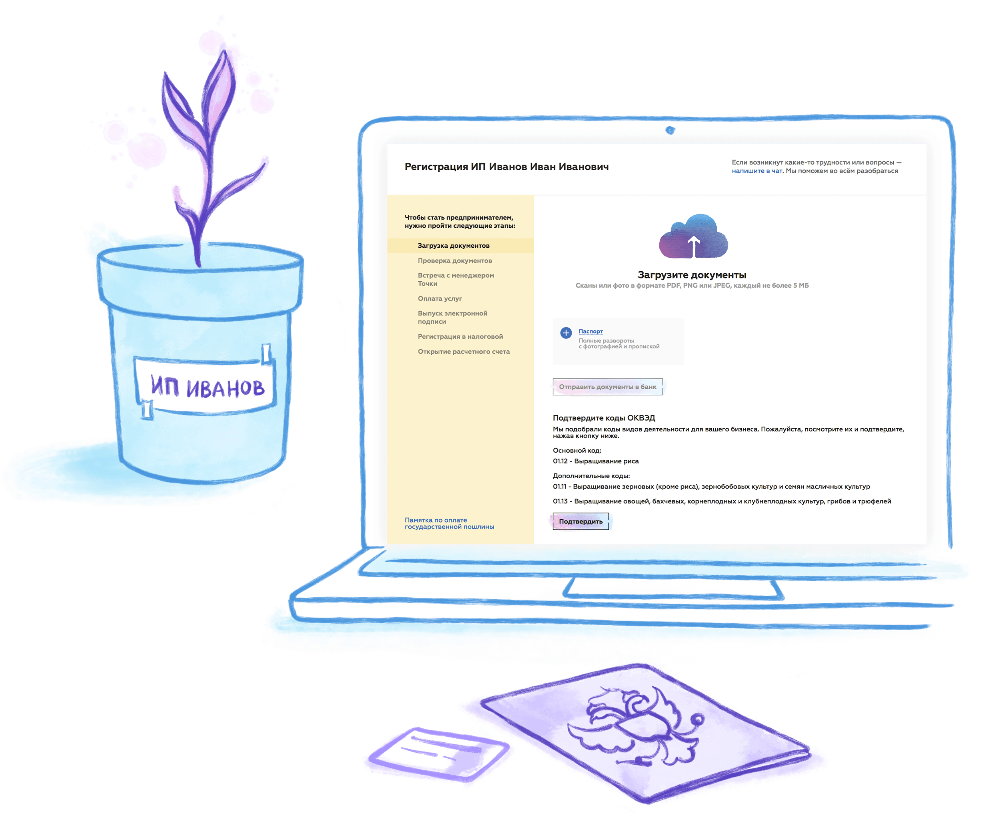 ИП ИВАНОВ
Регистрация ИП Иванов Иван Иванович
Если возникнут какие-то трудности или вопросы —
напишите в чат. Мы поможем во всём разобраться
Чтобы стать предпринимателем,
нужно пройти следующие этапы:
Загрузка документов
Проверка документов
Встреча с менеджером
Точки
Оплата услуг
Выпуск электронной
подписи
Регистрация в налоговой
Открытие расчетного счета
Памятка по оплате
государственной пошлины
Загрузите документы
Сканы или фото в формате PDF, PNG или JPEG, каждый не более 5 МБ
Паспорт
Полные развороты
с фотографией и пропиской
Отправить документы в банк
Подтвердите коды ОКВЭД
Мы подобрали коды видов деятельности для вашего бизнеса. Пожалуйста, посмотрите их и подтвердите,
нажав кнопку ниже.
Основной код:
01.12 - Выращивание риса
Дополнительные коды:
01.11 - Выращивание зерновых (кроме риса), зернобобовых культур и семян масличных культур
01.13 - Выращивание овощей, бахчевых, корнеплодных и клубнеплодных культур, грибов и трюфелей
Подтвердить